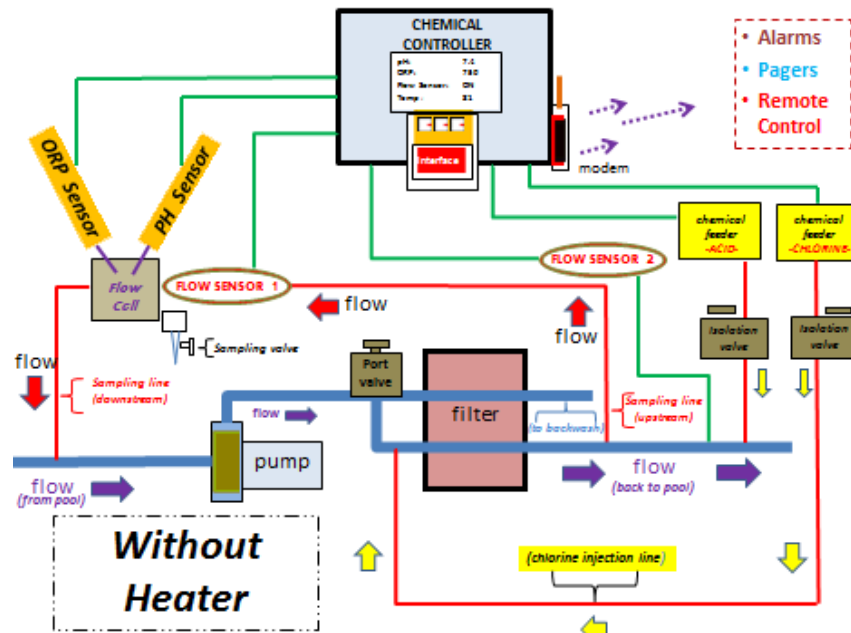 CHEMICAL
CONTROLLER
pH: 7.4
ORP: 780
Flow Sensor: ON
Temp: 81
Interface
modem
• Alarms
• Pagers
• Remote
Control
ORP Sensor
PH Sensor
Flow
Cell
FLOW SENSOR 1
FLOW SENSOR 2
chemical
feeder
-ACID-
chemical
feeder
-CHLORINE-
flow
flow
flow
Sampling valve
Isolation
valve
Isolation
valve
Port
valve
Sampling line
(downstream)
flow
filter
(to backwash)
Sampling line
(upstream)
pump
flow
(from pool)
flow
(back to pool)
Without
Heater
(chlorine injection line)